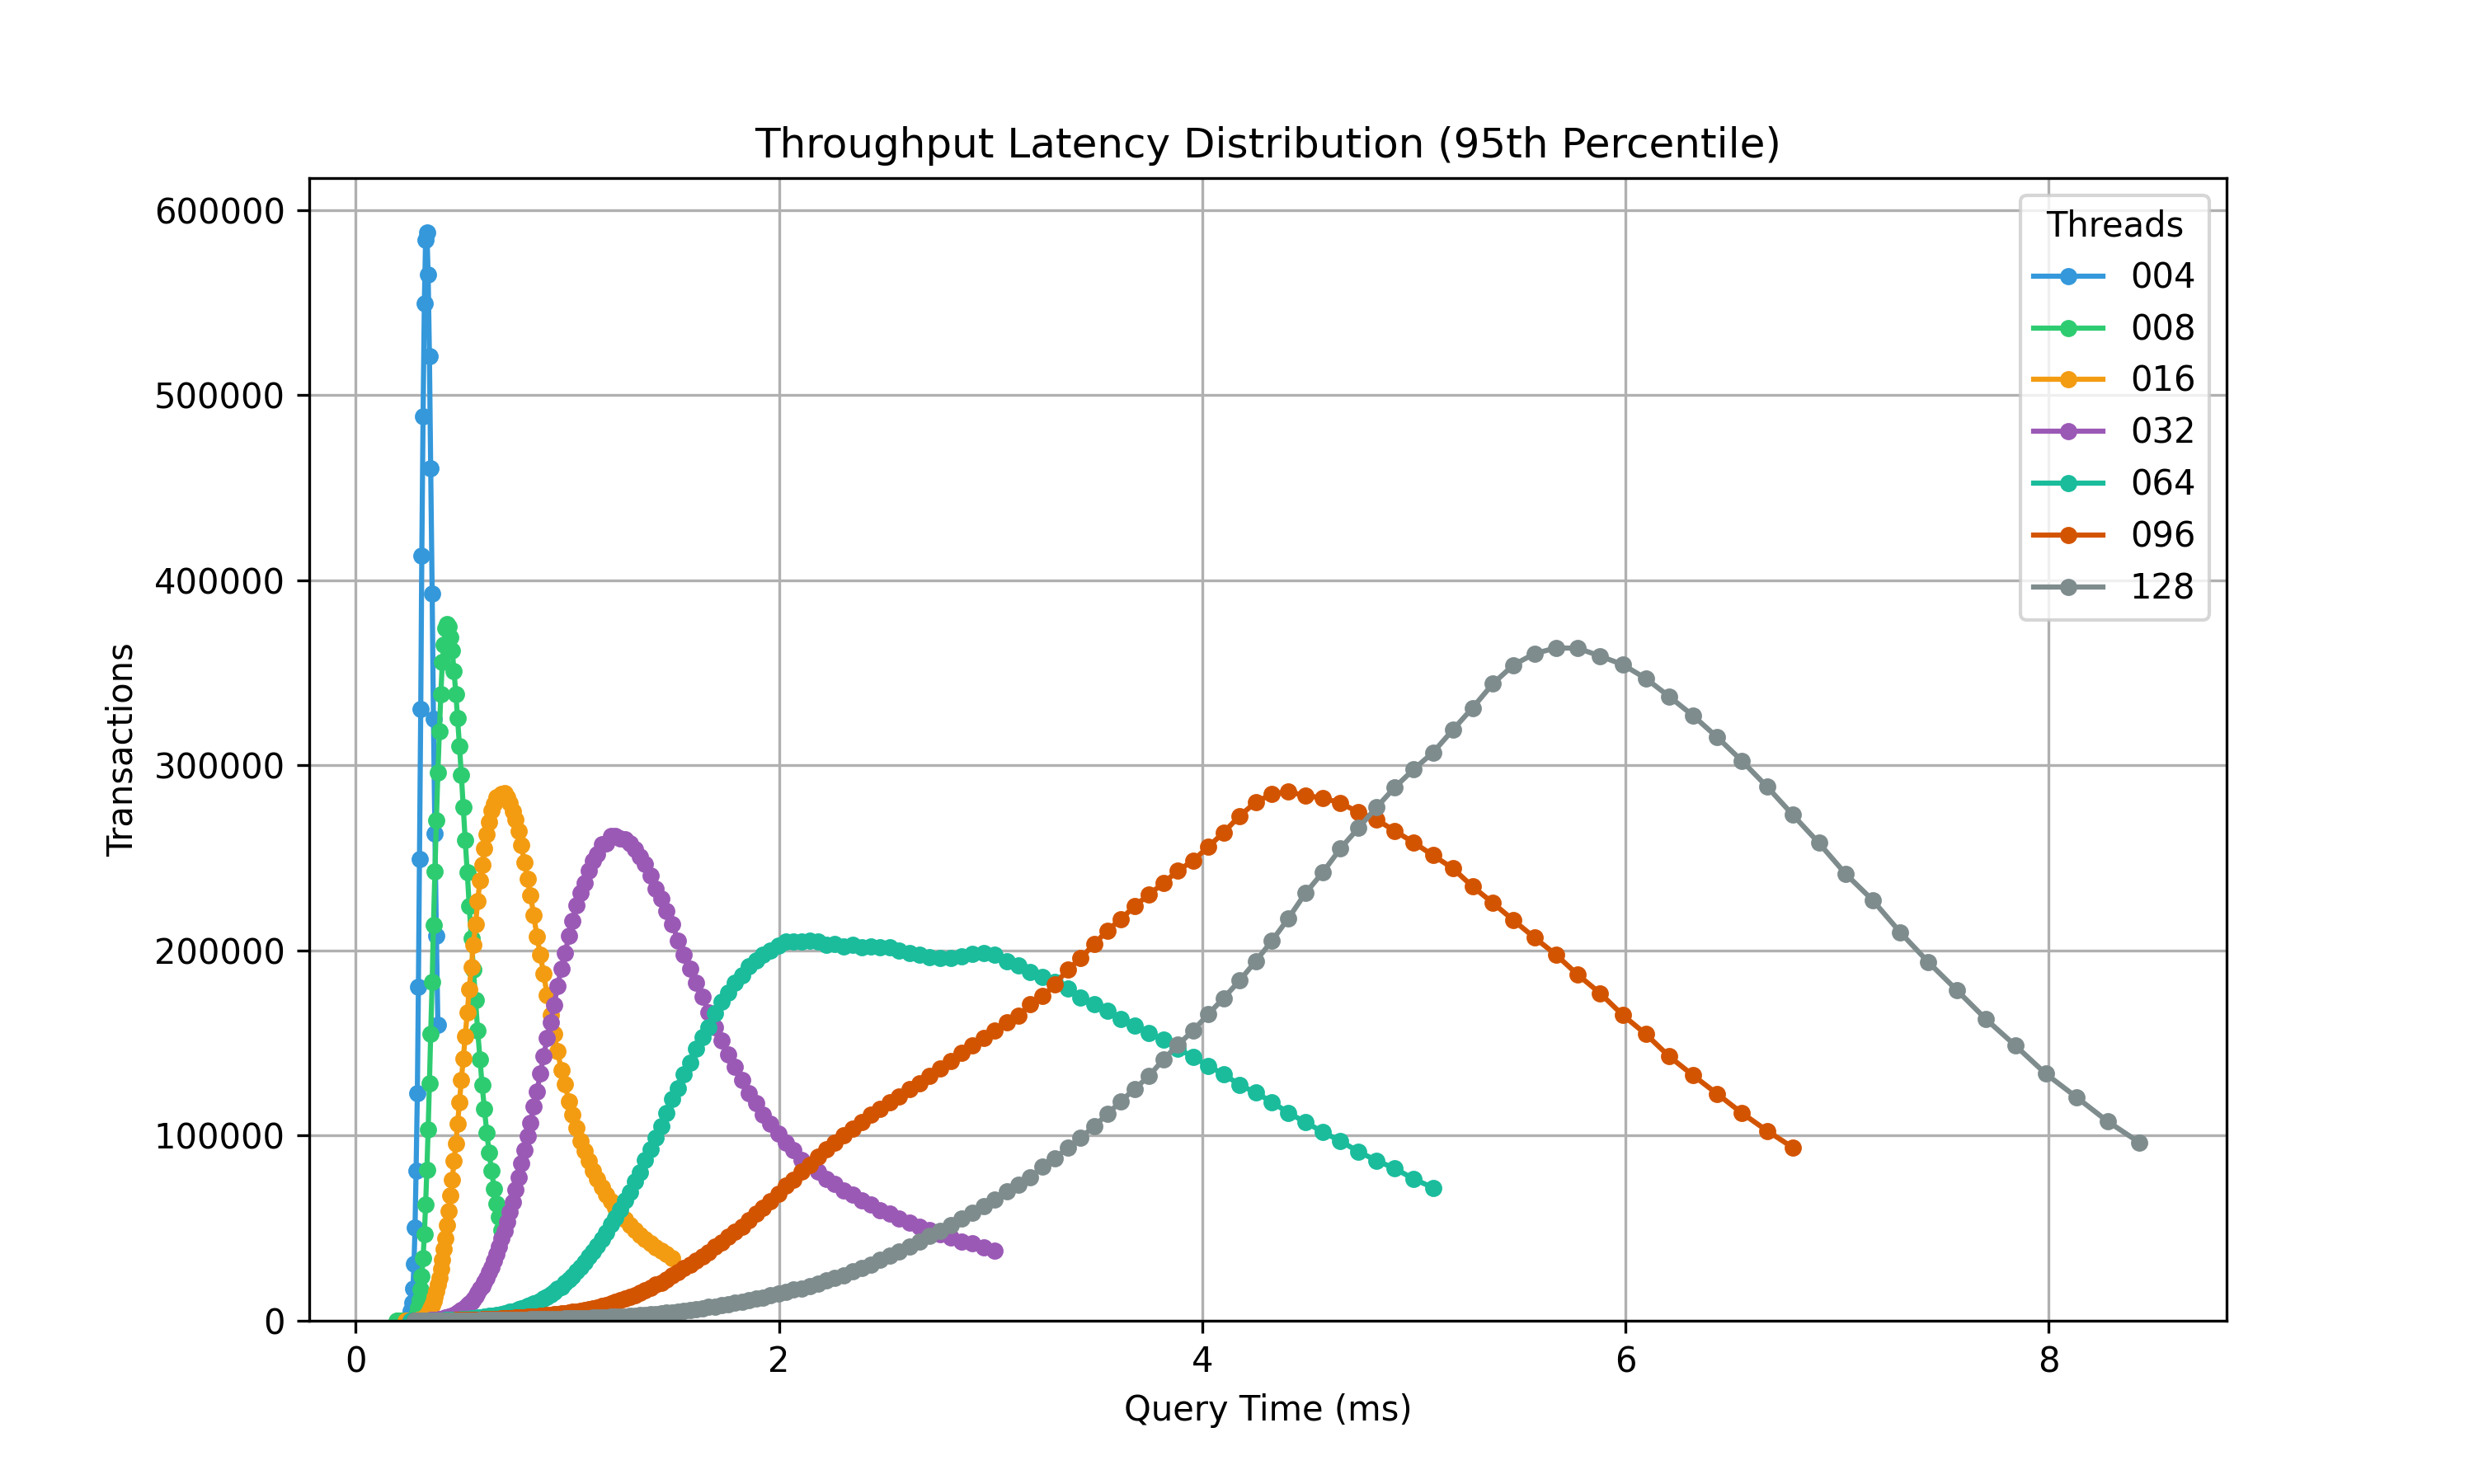 Throughput Latency Distribution (95th Percentile)
Transactions
600000
500000
400000
300000
200000
100000
0
0 2 4 6 8
Query Time (ms)
Threads
004
008
016
032
064
096
128